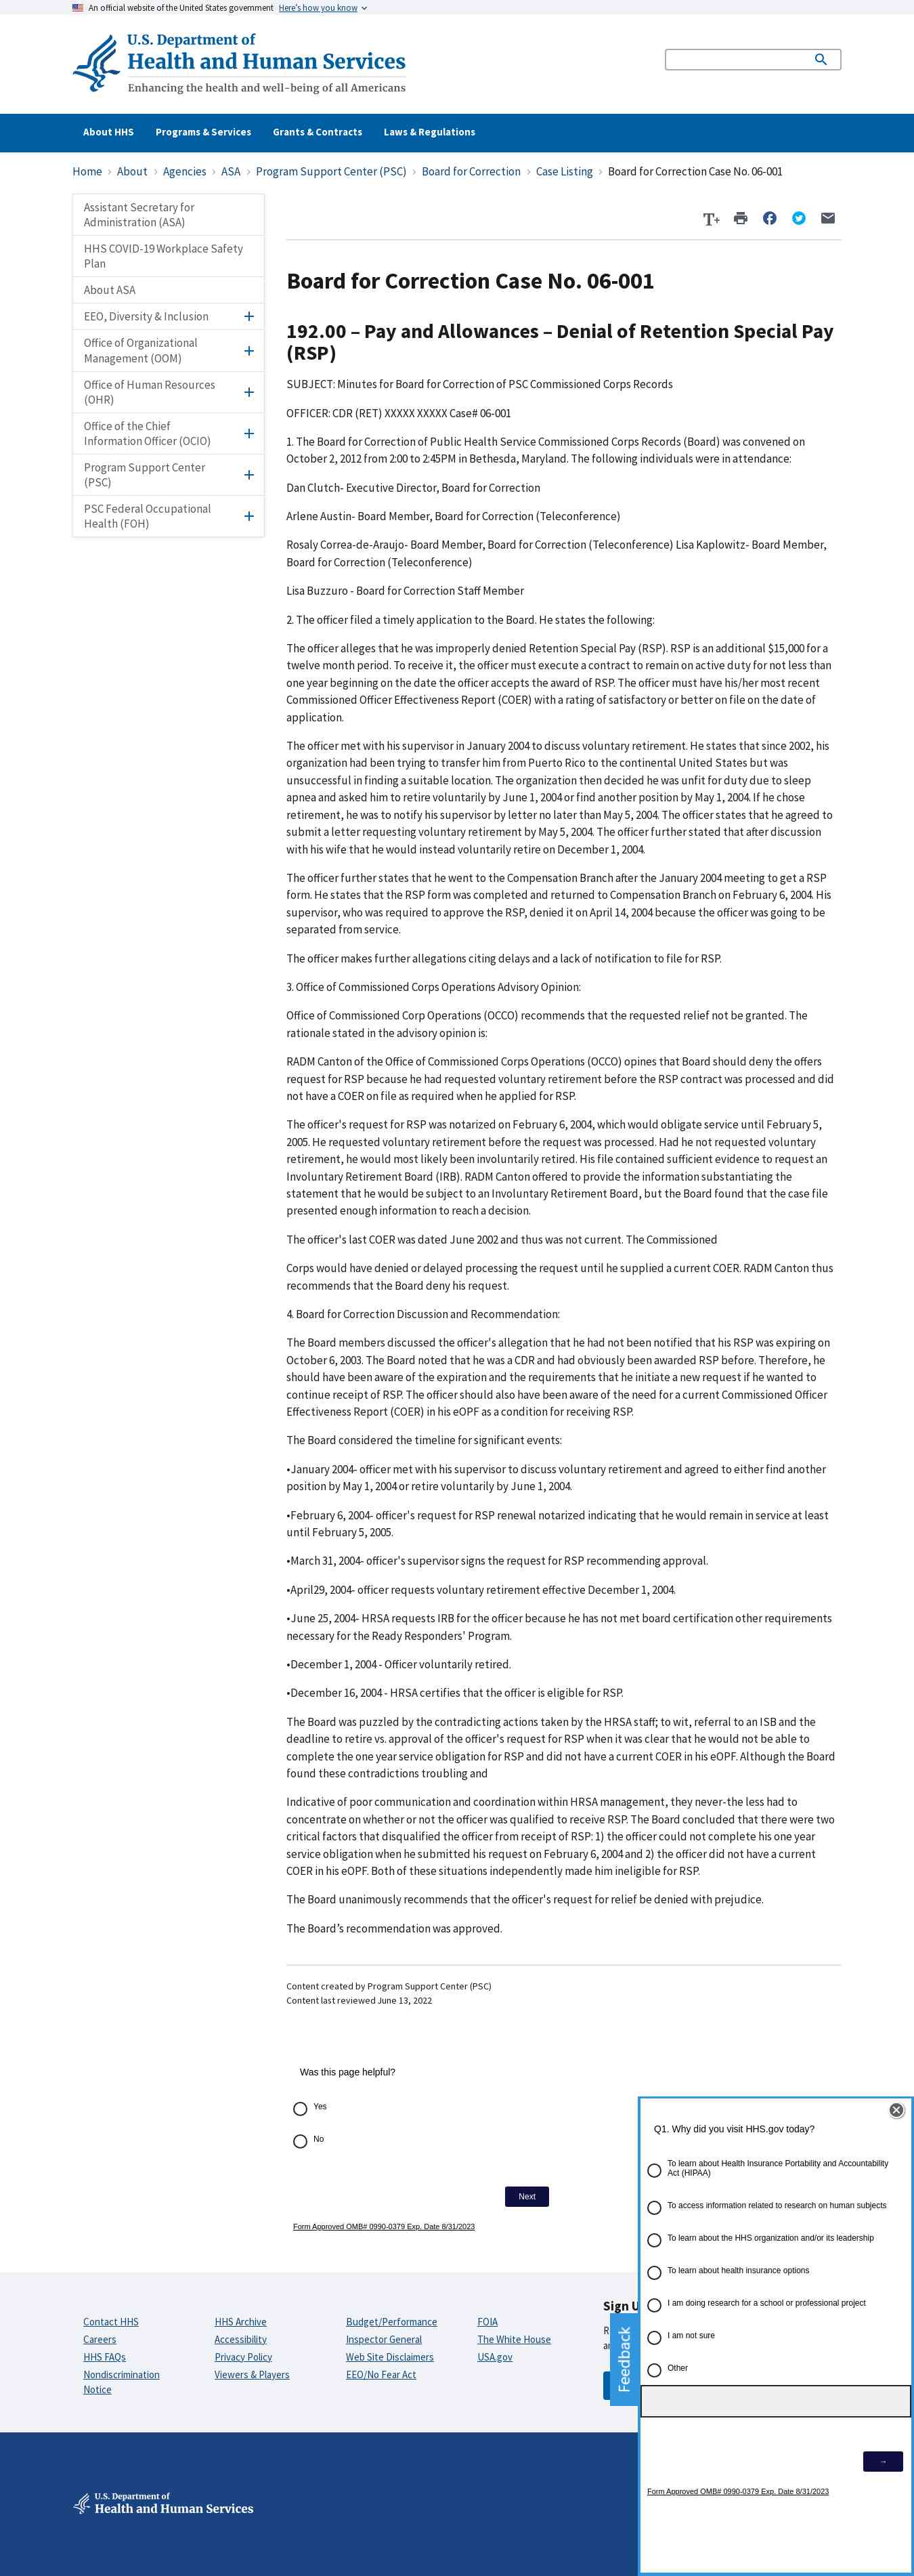 An official website of the United States government Here's how you know
U.S. Department of
Health and Human Services
Enhancing the health and well-being of all Americans
About HHS
Programs & Services
Grants & Contracts
Laws & Regulations
Home › About › Agencies › ASA › Program Support Center (PSC) › Board for Correction › Case Listing › Board for Correction Case No. 06-001
Assistant Secretary for
Administration (ASA)
HHS COVID-19 Workplace Safety
Plan
About ASA
EEO, Diversity & Inclusion
Office of Organizational
Management (OOM)
Office of Human Resources
(OHR)
Office of the Chief
Information Officer (OCIO)
Program Support Center
(PSC)
PSC Federal Occupational
Health (FOH)
T+
Board for Correction Case No. 06-001
192.00 – Pay and Allowances – Denial of Retention Special Pay
(RSP)
SUBJECT: Minutes for Board for Correction of PSC Commissioned Corps Records
OFFICER: CDR (RET) XXXXX XXXXX Case# 06-001
1. The Board for Correction of Public Health Service Commissioned Corps Records (Board) was convened on
October 2, 2012 from 2:00 to 2:45PM in Bethesda, Maryland. The following individuals were in attendance:
Dan Clutch- Executive Director, Board for Correction
Arlene Austin- Board Member, Board for Correction (Teleconference)
Rosaly Correa-de-Araujo- Board Member, Board for Correction (Teleconference) Lisa Kaplowitz- Board Member,
Board for Correction (Teleconference)
Lisa Buzzuro - Board for Correction Staff Member
2. The officer filed a timely application to the Board. He states the following:
The officer alleges that he was improperly denied Retention Special Pay (RSP). RSP is an additional $15,000 for a
twelve month period. To receive it, the officer must execute a contract to remain on active duty for not less than
one year beginning on the date the officer accepts the award of RSP. The officer must have his/her most recent
Commissioned Officer Effectiveness Report (COER) with a rating of satisfactory or better on file on the date of
application.
The officer met with his supervisor in January 2004 to discuss voluntary retirement. He states that since 2002, his
organization had been trying to transfer him from Puerto Rico to the continental United States but was
unsuccessful in finding a suitable location. The organization then decided he was unfit for duty due to sleep
apnea and asked him to retire voluntarily by June 1, 2004 or find another position by May 1, 2004. If he chose
retirement, he was to notify his supervisor by letter no later than May 5, 2004. The officer states that he agreed to
submit a letter requesting voluntary retirement by May 5, 2004. The officer further stated that after discussion
with his wife that he would instead voluntarily retire on December 1, 2004.
The officer further states that he went to the Compensation Branch after the January 2004 meeting to get a RSP
form. He states that the RSP form was completed and returned to Compensation Branch on February 6, 2004. His
supervisor, who was required to approve the RSP, denied it on April 14, 2004 because the officer was going to be
separated from service.
The officer makes further allegations citing delays and a lack of notification to file for RSP.
3. Office of Commissioned Corps Operations Advisory Opinion:
Office of Commissioned Corp Operations (OCCO) recommends that the requested relief not be granted. The
rationale stated in the advisory opinion is:
RADM Canton of the Office of Commissioned Corps Operations (OCCO) opines that Board should deny the offers
request for RSP because he had requested voluntary retirement before the RSP contract was processed and did
not have a COER on file as required when he applied for RSP.
The officer's request for RSP was notarized on February 6, 2004, which would obligate service until February 5,
2005. He requested voluntary retirement before the request was processed. Had he not requested voluntary
retirement, he would most likely been involuntarily retired. His file contained sufficient evidence to request an
Involuntary Retirement Board (IRB). RADM Canton offered to provide the information substantiating the
statement that he would be subject to an Involuntary Retirement Board, but the Board found that the case file
presented enough information to reach a decision.
The officer's last COER was dated June 2002 and thus was not current. The Commissioned
Corps would have denied or delayed processing the request until he supplied a current COER. RADM Canton thus
recommends that the Board deny his request.
4. Board for Correction Discussion and Recommendation:
The Board members discussed the officer's allegation that he had not been notified that his RSP was expiring on
October 6, 2003. The Board noted that he was a CDR and had obviously been awarded RSP before. Therefore, he
should have been aware of the expiration and the requirements that he initiate a new request if he wanted to
continue receipt of RSP. The officer should also have been aware of the need for a current Commissioned Officer
Effectiveness Report (COER) in his eOPF as a condition for receiving RSP.
The Board considered the timeline for significant events:
•January 2004- officer met with his supervisor to discuss voluntary retirement and agreed to either find another
position by May 1, 2004 or retire voluntarily by June 1, 2004.
•February 6, 2004- officer's request for RSP renewal notarized indicating that he would remain in service at least
until February 5, 2005.
•March 31, 2004- officer's supervisor signs the request for RSP recommending approval.
•April29, 2004- officer requests voluntary retirement effective December 1, 2004.
•June 25, 2004- HRSA requests IRB for the officer because he has not met board certification other requirements
necessary for the Ready Responders' Program.
•December 1, 2004 - Officer voluntarily retired.
•December 16, 2004 - HRSA certifies that the officer is eligible for RSP.
The Board was puzzled by the contradicting actions taken by the HRSA staff; to wit, referral to an ISB and the
deadline to retire vs. approval of the officer's request for RSP when it was clear that he would not be able to
complete the one year service obligation for RSP and did not have a current COER in his eOPF. Although the Board
found these contradictions troubling and
Indicative of poor communication and coordination within HRSA management, they never-the less had to
concentrate on whether or not the officer was qualified to receive RSP. The Board concluded that there were two
critical factors that disqualified the officer from receipt of RSP: 1) the officer could not complete his one year
service obligation when he submitted his request on February 6, 2004 and 2) the officer did not have a current
COER in his eOPF. Both of these situations independently made him ineligible for RSP.
The Board unanimously recommends that the officer's request for relief be denied with prejudice.
The Board’s recommendation was approved.
Content created by Program Support Center (PSC)
Content last reviewed June 13, 2022
Was this page helpful?
Yes
No
Next
Form Approved OMB# 0990-0379 Exp. Date 8/31/2023
Q1. Why did you visit HHS.gov today?
To learn about Health Insurance Portability and Accountability
Act (HIPAA)
To access information related to research on human subjects
To learn about the HHS organization and/or its leadership
To learn about health insurance options
I am doing research for a school or professional project
I am not sure
Other
→
Form Approved OMB# 0990-0379 Exp. Date 8/31/2023
Feedback
Contact HHS
Careers
HHS FAQs
Nondiscrimination
Notice
HHS Archive
Accessibility
Privacy Policy
Viewers & Players
Budget/Performance
Inspector General
Web Site Disclaimers
EEO/No Fear Act
FOIA
The White House
USA.gov
Sign U
U.S. Department of
Health and Human Services